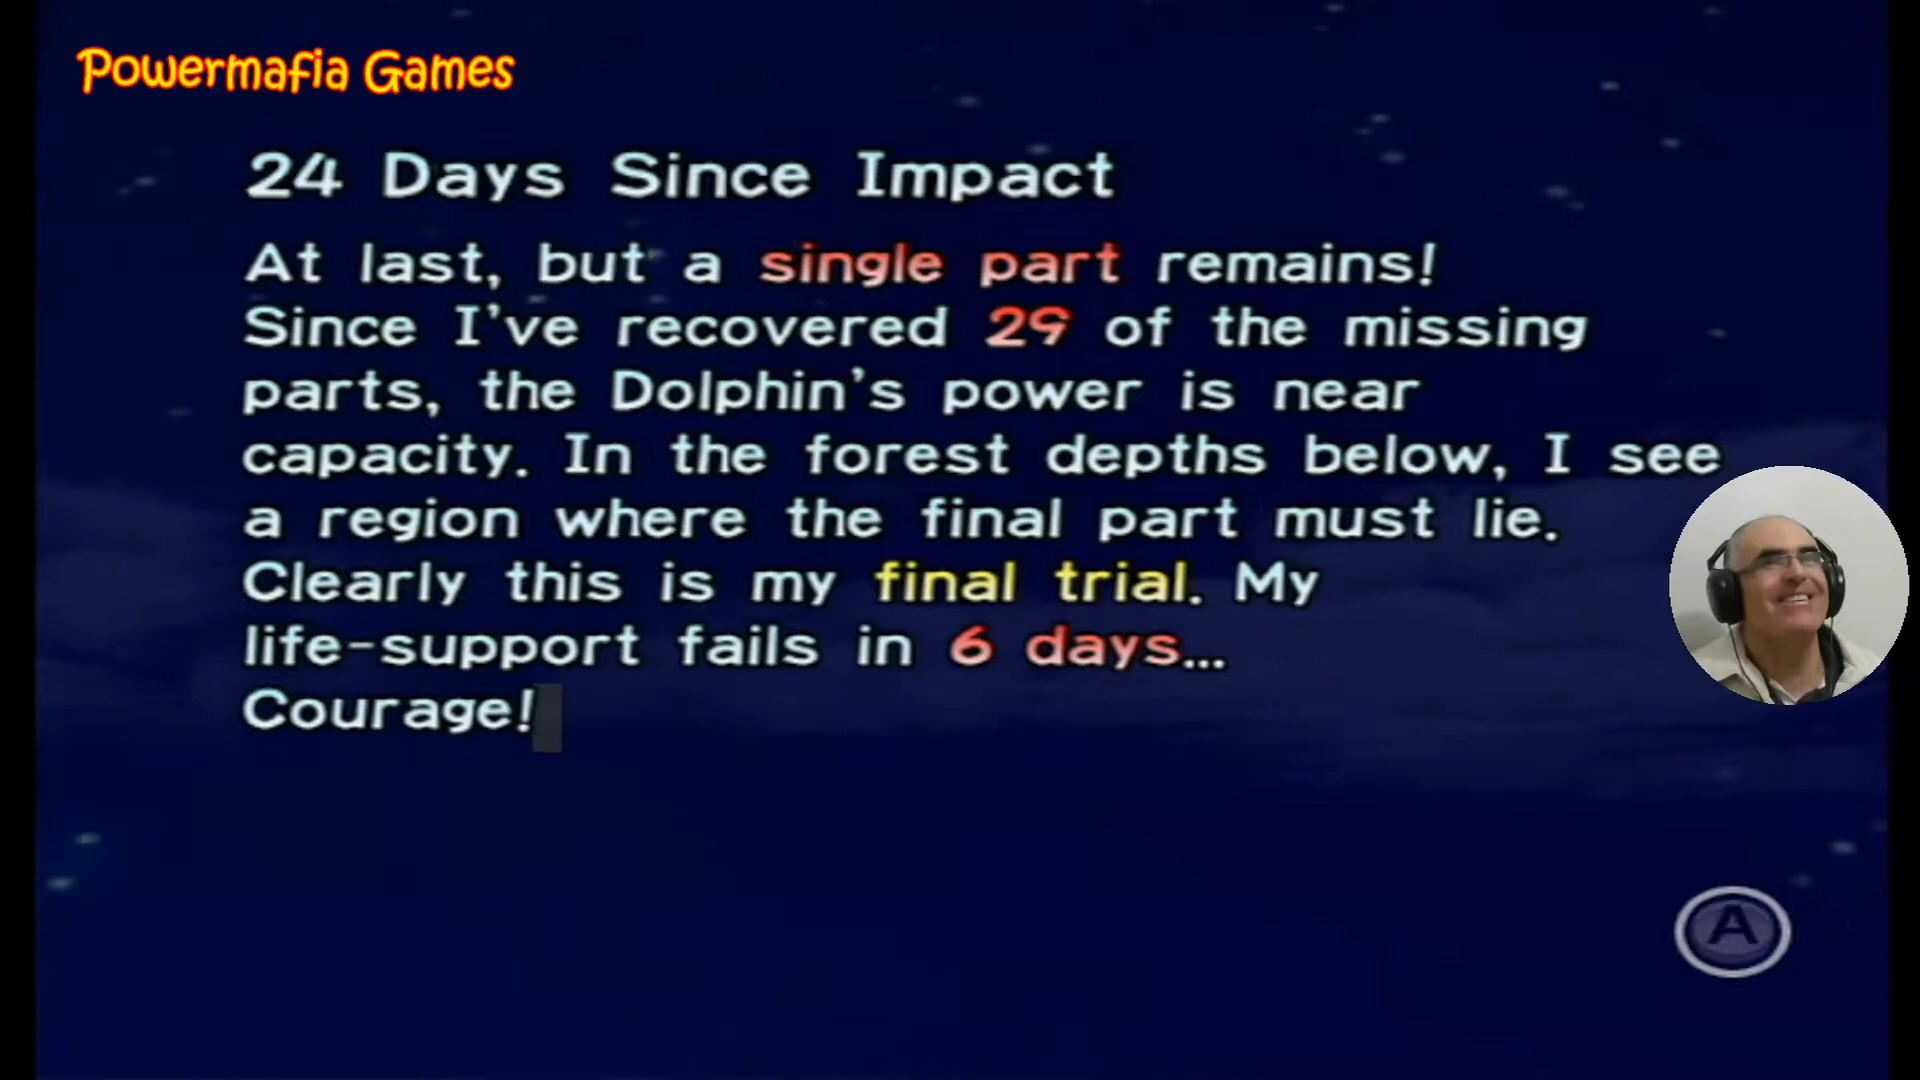 Powermafia Games
24 Days Since Impact
At last, but a single part remains!
Since I've recovered 29 of the missing
parts, the Dolphin's power is near
capacity. In the forest depths below, I see
a region where the final part must lie.
Clearly this is my final trial. My
life-support fails in 6 days...
Courage!
A